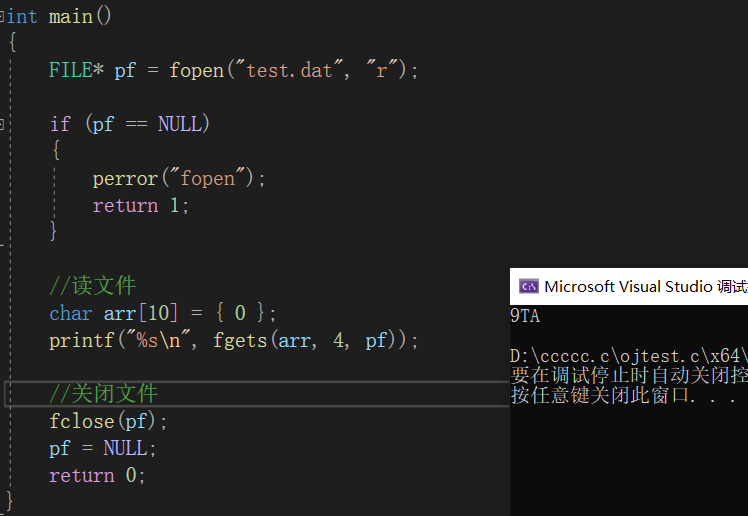 int main()
{
FILE* pf = fopen("test.dat", "r");
if (pf == NULL)
{
perror("fopen");
return 1;
}
//读文件
char arr[10] = { 0 };
printf("%s\n", fgets(arr, 4, pf));
//关闭文件
fclose(pf);
pf = NULL;
return 0;
}
Microsoft Visual Studio 调试
9TA
D:\ccccc.c\ojtest.c\x64\
要在调试停止时自动关闭控
按任意键关闭此窗口. . .